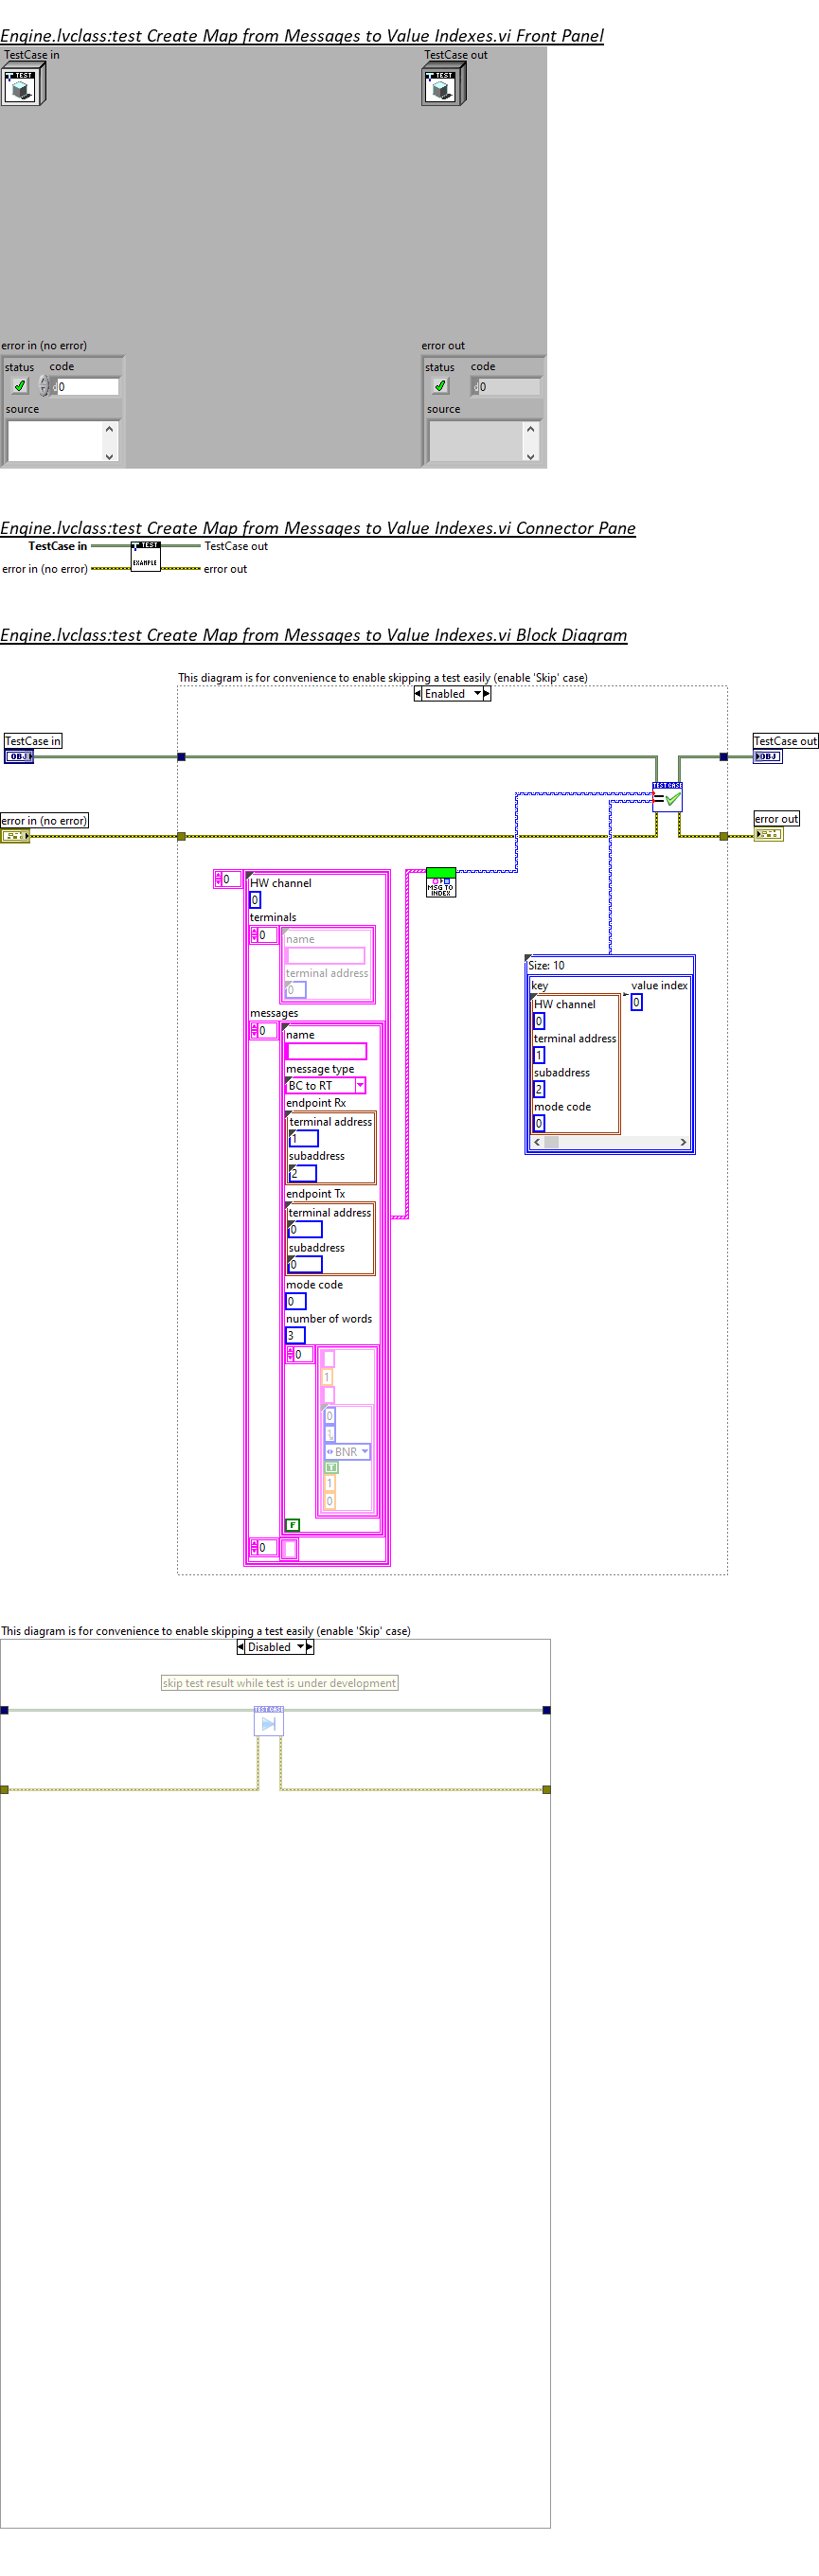 Engine.lvclass:test Create Map from Messages to Value Indexes.vi Front Panel
TestCase in
TestCase out
TEST
TEST
error in (no error)
error out
status
code
status
code
0
0
source
source
Engine.lvclass:test Create Map from Messages to Value Indexes.vi Connector Pane
TestCase in
TEST
EXAMPLE
TestCase out
error in (no error)
error out
Engine.lvclass:test Create Map from Messages to Value Indexes.vi Block Diagram
This diagram is for convenience to enable skipping a test easily (enable 'Skip' case)
Enabled
TestCase in
OBJ
TestCase out
OBJ
TEST CASE
error in (no error)
error out
MSG TO
INDEX
0
HW channel
0
terminals
0
name
terminal address
0
messages
0
name
message type
BC to RT
endpoint Rx
terminal address
1
subaddress
2
endpoint Tx
terminal address
0
subaddress
0
mode code
0
number of words
3
0
1
0
1
BNR
T
1
0
F
0
Size: 10
key
value index
HW channel
0
0
terminal address
1
subaddress
2
mode code
0
This diagram is for convenience to enable skipping a test easily (enable 'Skip' case)
Disabled
skip test result while test is under development
TEST CASE